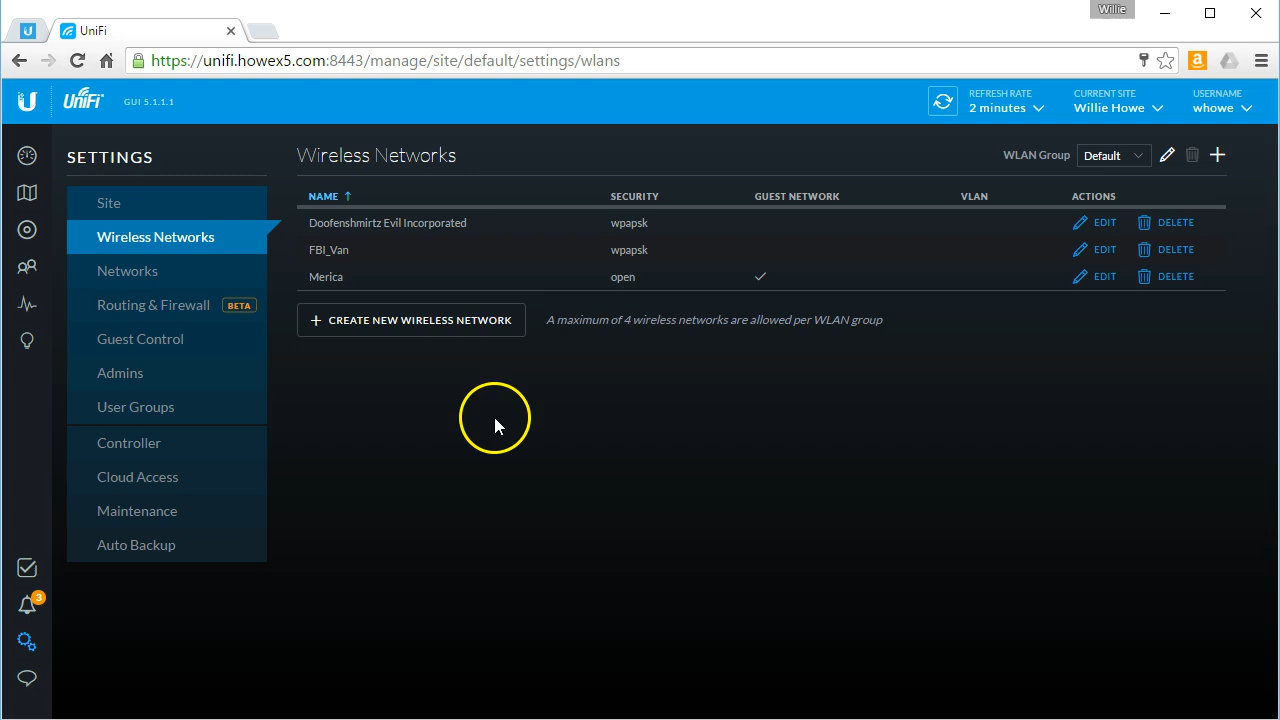 Willie
UniFi
https://unifi.howex5.com:8443/manage/site/default/settings/wlans
UniFi GUI 5.1.1.1 REFRESH RATE CURRENT SITE USERNAME
2 minutes Willie Howe whowe
SETTINGS
Site
Wireless Networks
Networks
Routing & Firewall BETA
Guest Control
Admins
User Groups
Controller
Cloud Access
Maintenance
Auto Backup
3
Wireless Networks WLAN Group Default
NAME SECURITY GUEST NETWORK VLAN ACTIONS
Doofenshmirtz Evil Incorporated wpapsk EDIT DELETE
FBI_Van wpapsk EDIT DELETE
Merica open EDIT DELETE
CREATE NEW WIRELESS NETWORK A maximum of 4 wireless networks are allowed per WLAN group